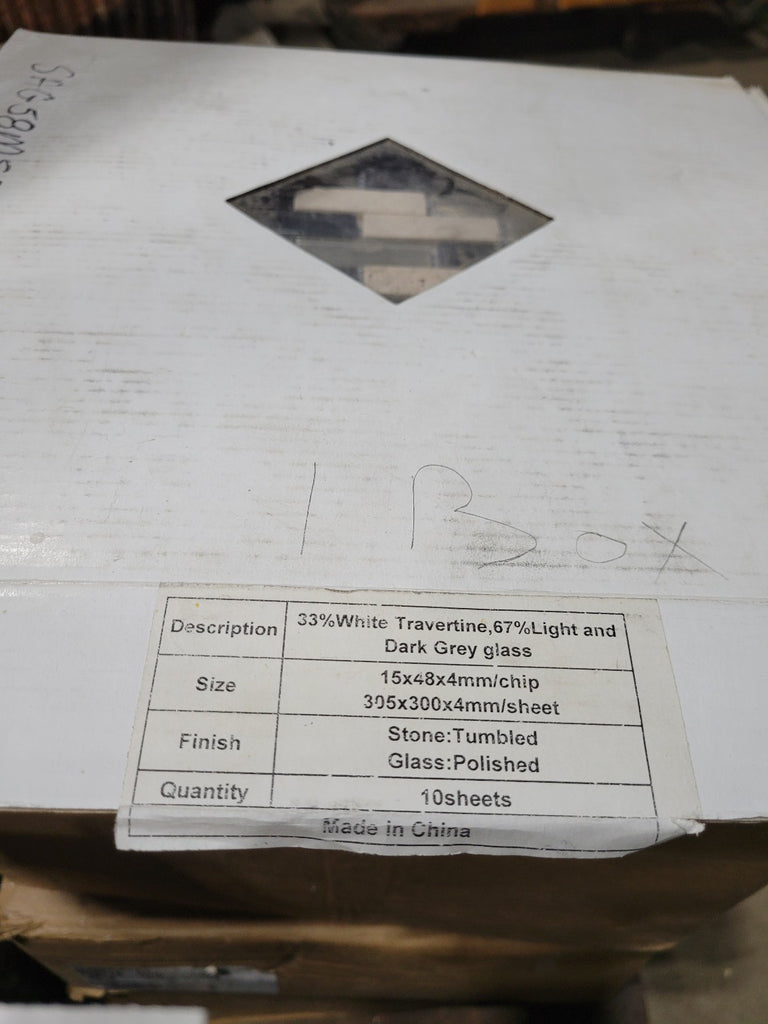 1 Box
Description
33%White Travertine,67%Light and
Dark Grey glass
Size
15x48x4mm/chip
305x300x4mm/sheet
Finish
Stone:Tumbled
Glass:Polished
Quantity
10sheets
Made in China